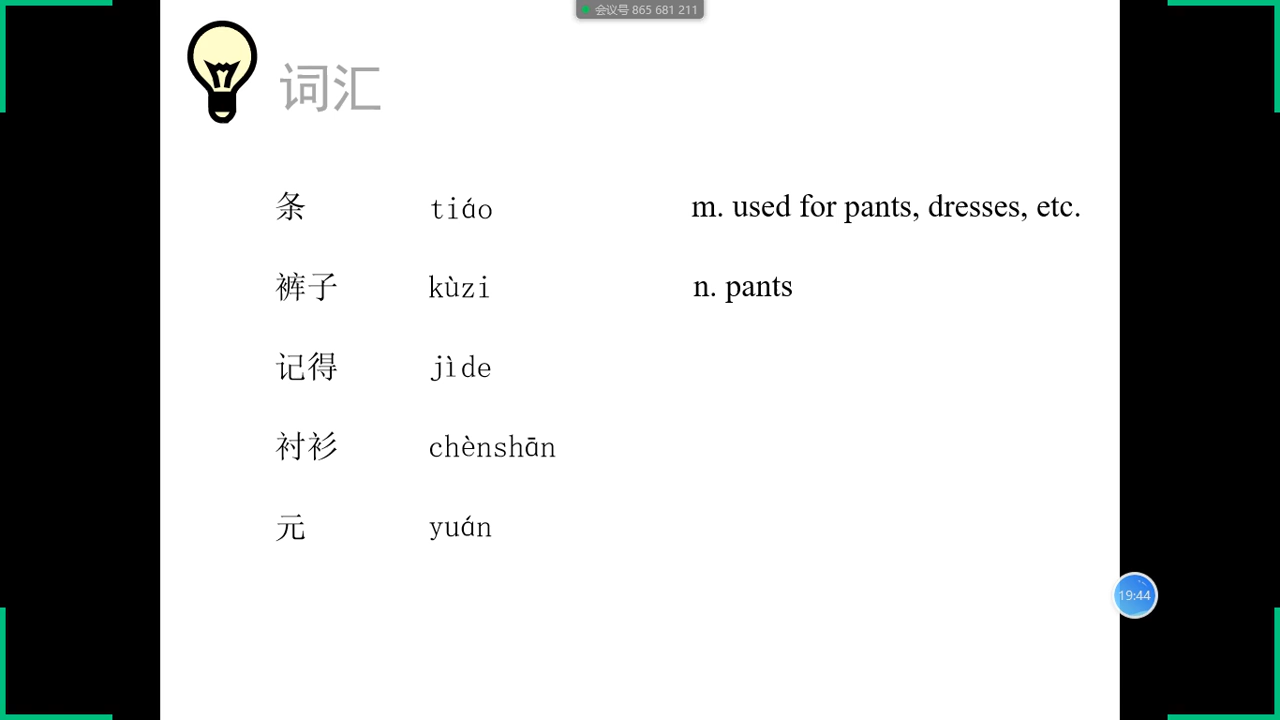 会议号 865 681 211
词汇
条 tiáo m. used for pants, dresses, etc.
裤子 kùzi n. pants
记得 jìde
衬衫 chènshān
元 yuán
19:44